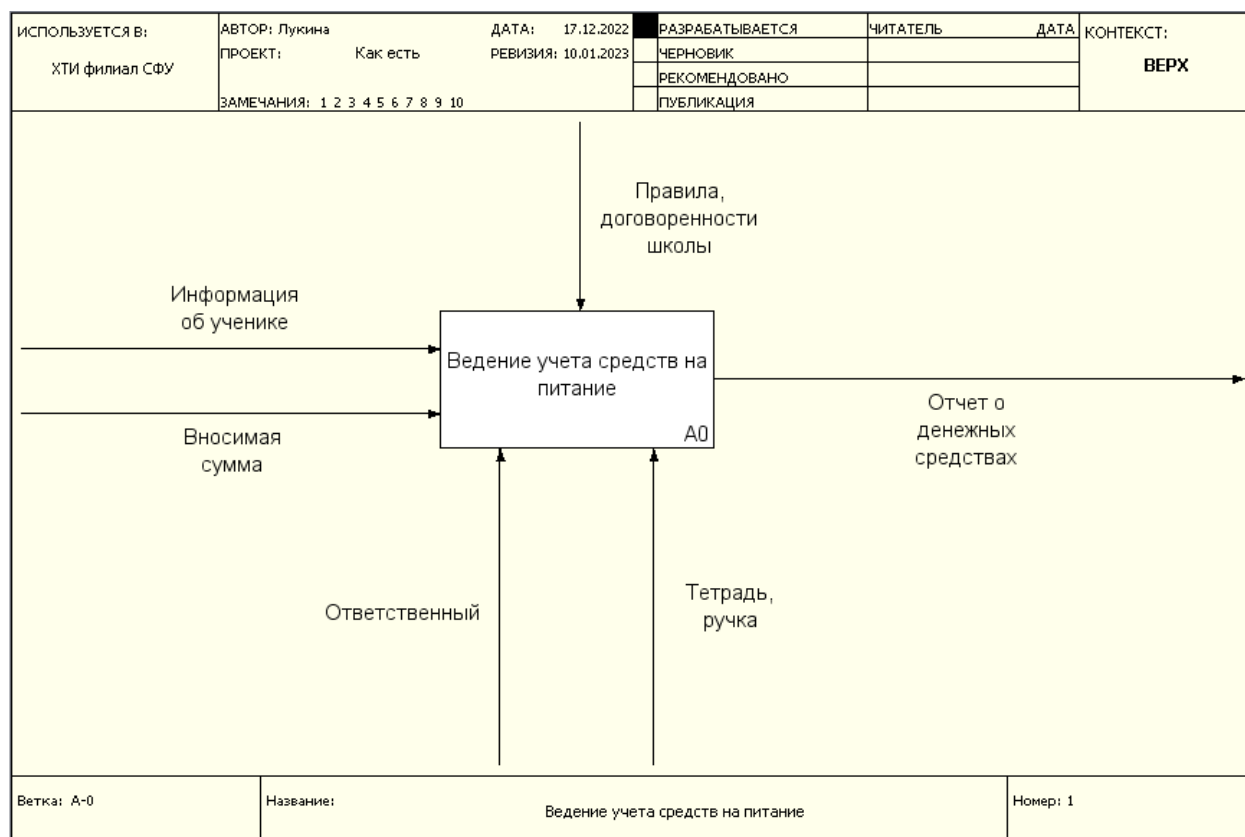 ИСПОЛЬЗУЕТСЯ В:
ХТИ филиал СФУ
АВТОР: Лукина
ДАТА: 17.12.2022
ПРОЕКТ: Как есть
РЕВИЗИЯ: 10.01.2023
ЗАМЕЧАНИЯ: 1 2 3 4 5 6 7 8 9 10
РАЗРАБАТЫВАЕТСЯ
ЧЕРНОВИК
РЕКОМЕНДОВАНО
ПУБЛИКАЦИЯ
ЧИТАТЕЛЬ
ДАТА
КОНТЕКСТ:
ВЕРХ
Правила,
договоренности
школы
Информация
об ученике
Ведение учета средств на
питание
A0
Вносимая
сумма
Отчет о
денежных
средствах
Ответственный
Тетрадь,
ручка
Ветка: A-0
Название:
Ведение учета средств на питание
Номер: 1